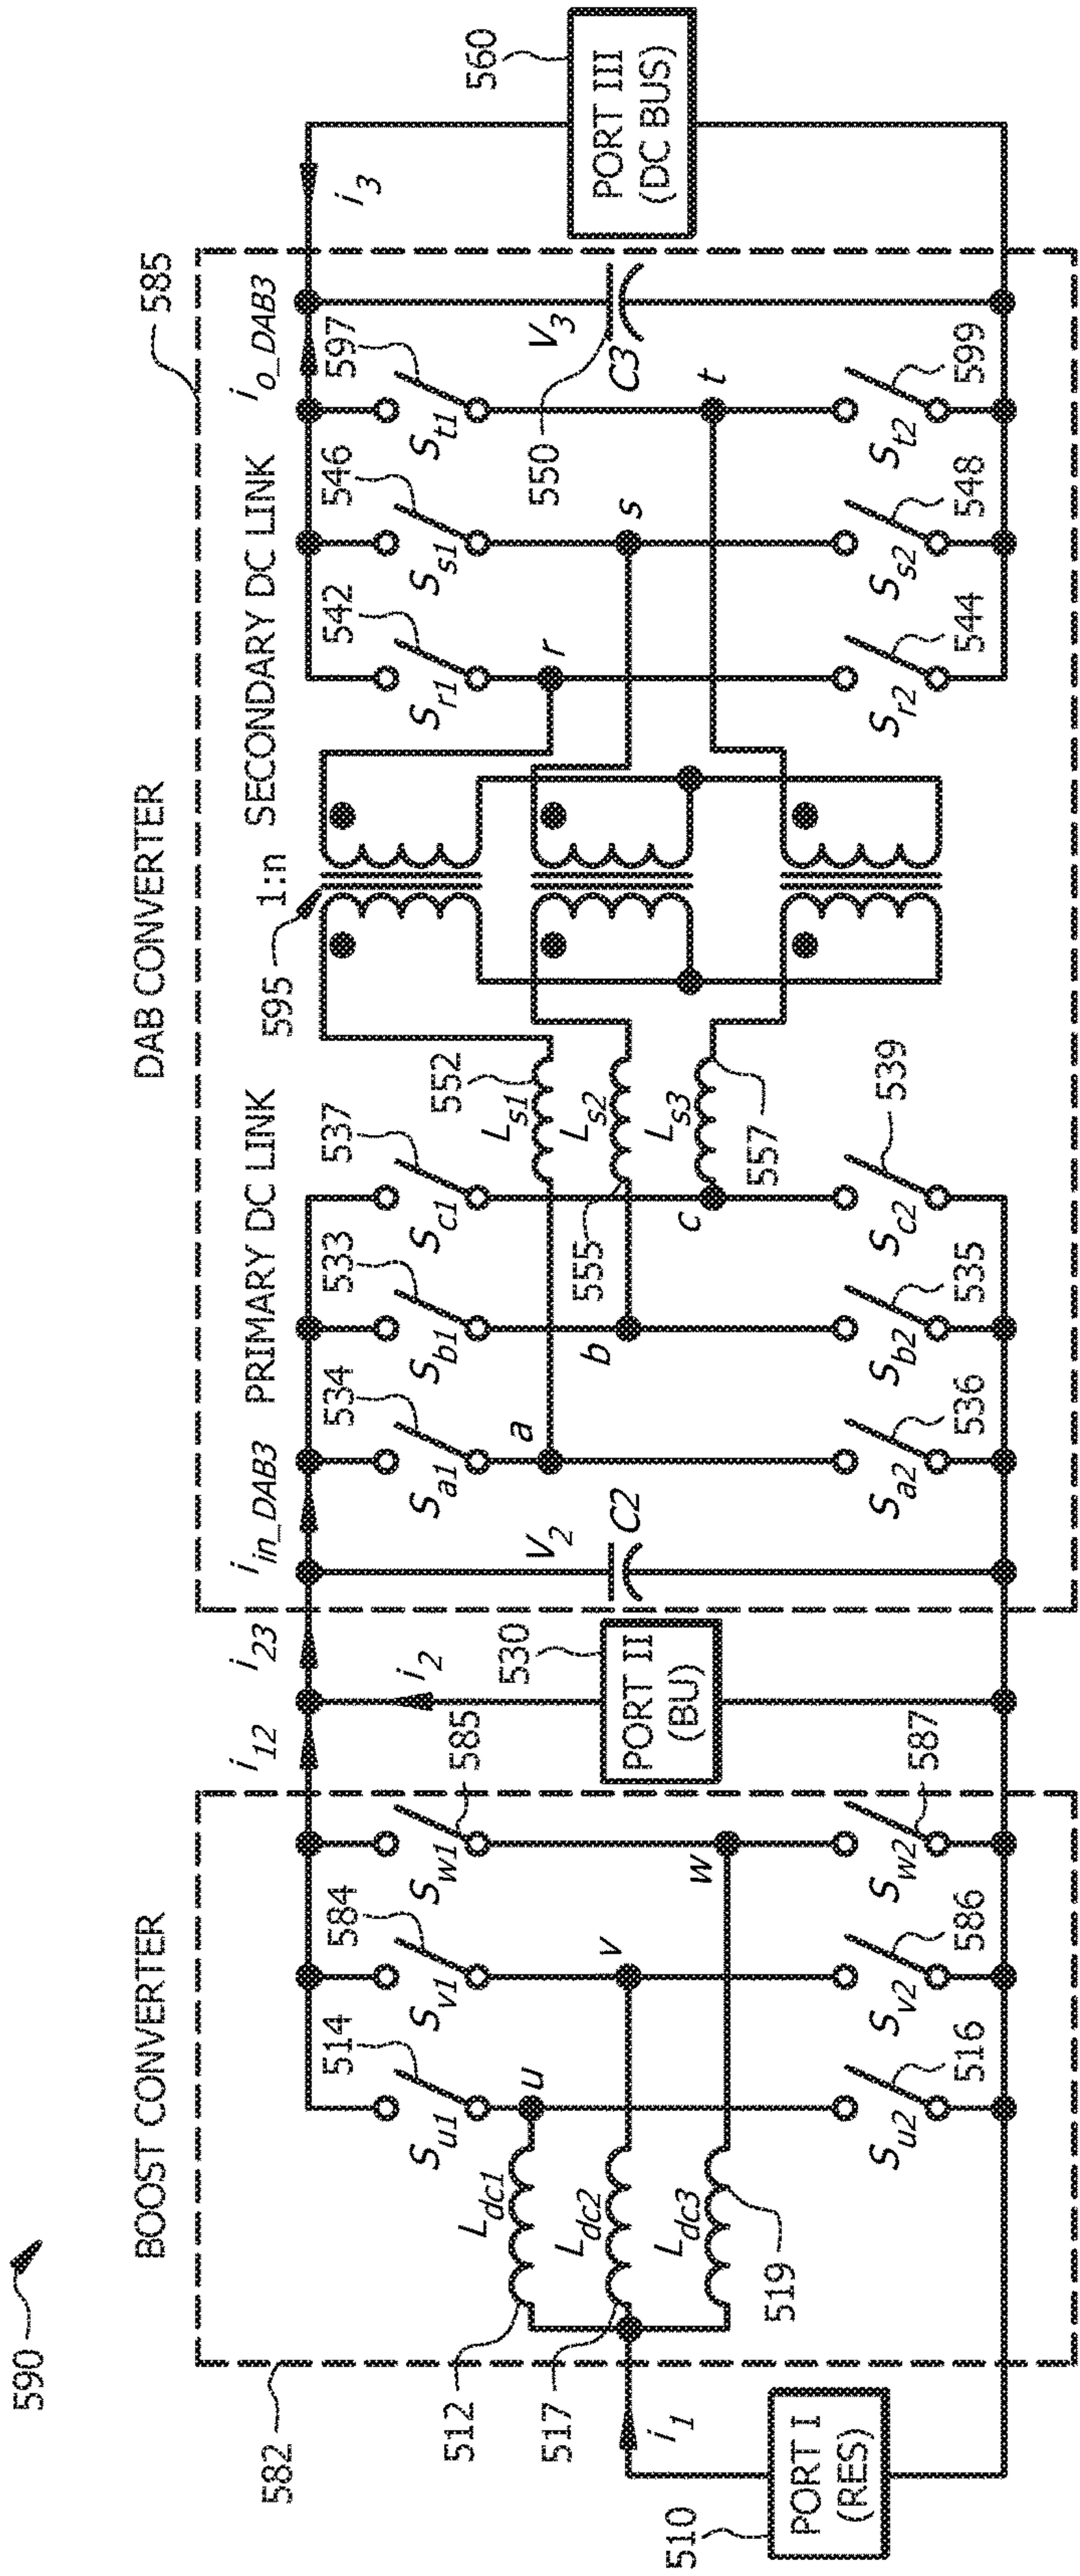 590
BOOST CONVERTER
DAB CONVERTER
582
585
i12
i23
iin_DAB3
PRIMARY DC LINK
595
1:n
SECONDARY DC LINK
io_DAB3
i3
514
584
585
534
533
537
542
546
597
Su1
Sv1
Sw1
Sa1
Sb1
Sc1
Sr1
Ss1
St1
i2
512
Ldc1
u
530
V2
a
552
Ls1
r
V3
560
517
Ldc2
v
PORT II
(BU)
C2
b
555
Ls2
s
550
C3
PORT III
(DC BUS)
i1
Ldc3
w
c
Ls3
t
519
557
510
PORT I
(RES)
Su2
Sv2
Sw2
Sa2
Sb2
Sc2
Sr2
Ss2
St2
516
586
587
536
535
539
544
548
599